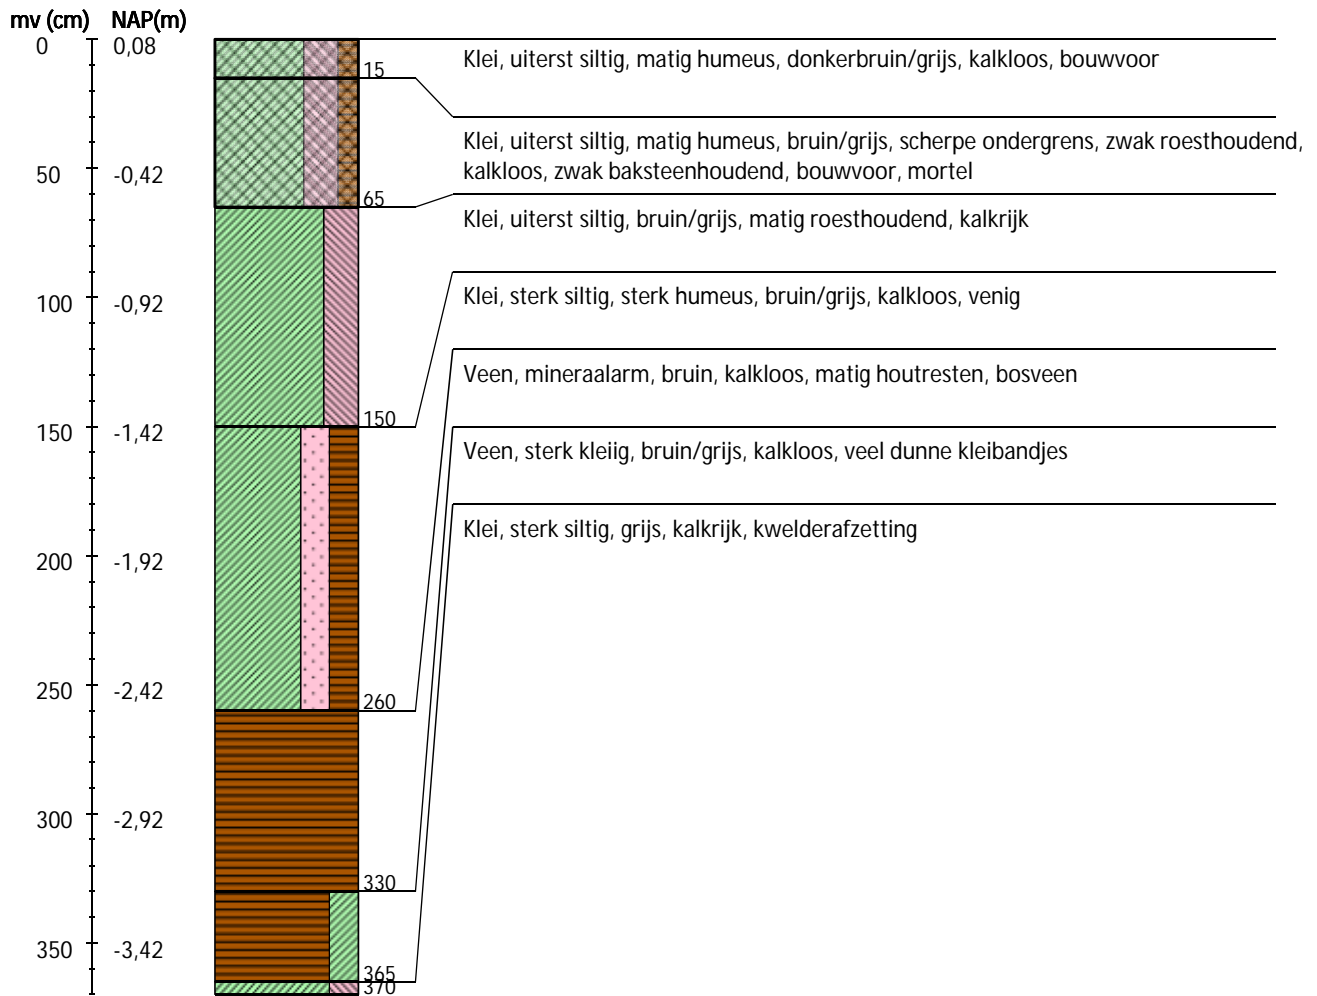 mv (cm) NAP(m)
0 0,08
Klei, uiterst siltig, matig humeus, donkerbruin/grijs, kalkloos, bouwvoor
15
Klei, uiterst siltig, matig humeus, bruin/grijs, scherpe ondergrens, zwak roesthoudend,
kalkloos, zwak baksteenhoudend, bouwvoor, mortel
50 -0,42
65
Klei, uiterst siltig, bruin/grijs, matig roesthoudend, kalkrijk
100 -0,92
Klei, sterk siltig, sterk humeus, bruin/grijs, kalkloos, venig
Veen, mineraalarm, bruin, kalkloos, matig houtresten, bosveen
150
150 -1,42
Veen, sterk kleiig, bruin/grijs, kalkloos, veel dunne kleibandjes
Klei, sterk siltig, grijs, kalkrijk, kwelderafzetting
200 -1,92
250 -2,42
260
300 -2,92
330
350 -3,42
365
370